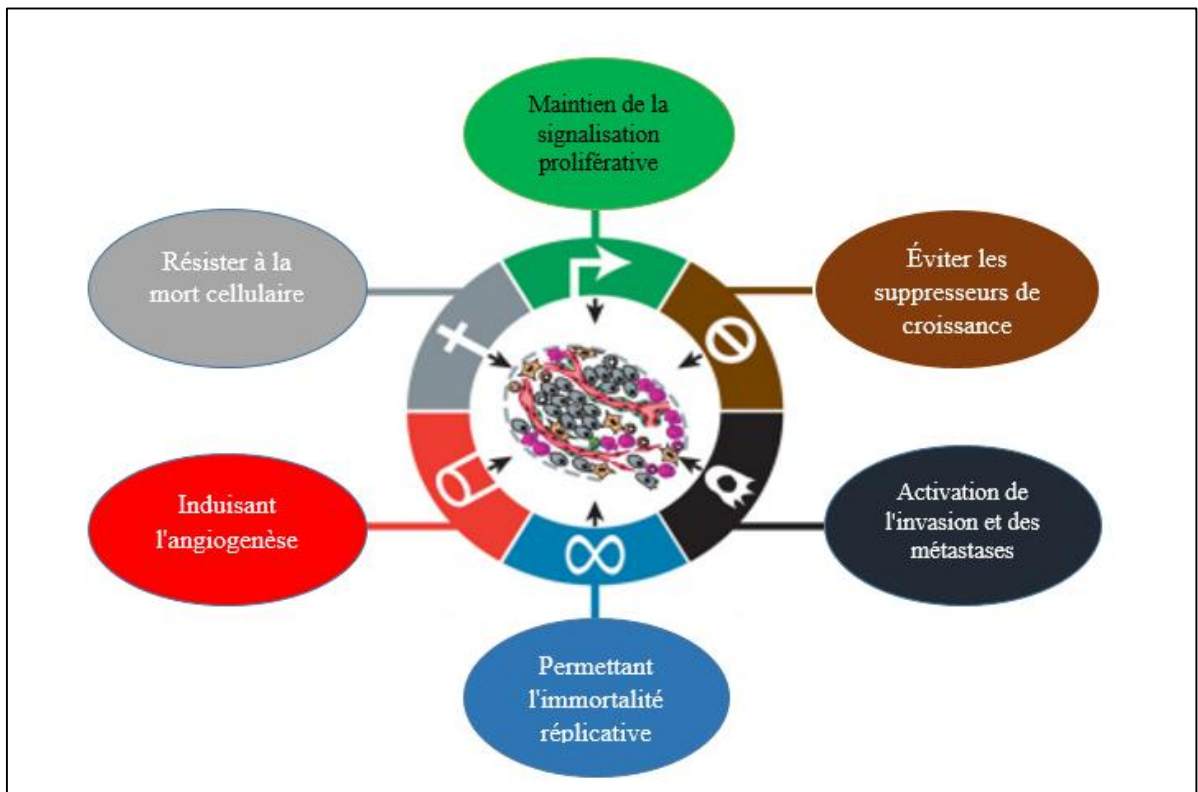 Maintien de la
signalisation
proliférative
Résister à la
mort cellulaire
Éviter les
suppresseurs de
croissance
Induisant
l'angiogenèse
Activation de
l'invasion et des
métastases
Permettant
l'immortalité
réplicative